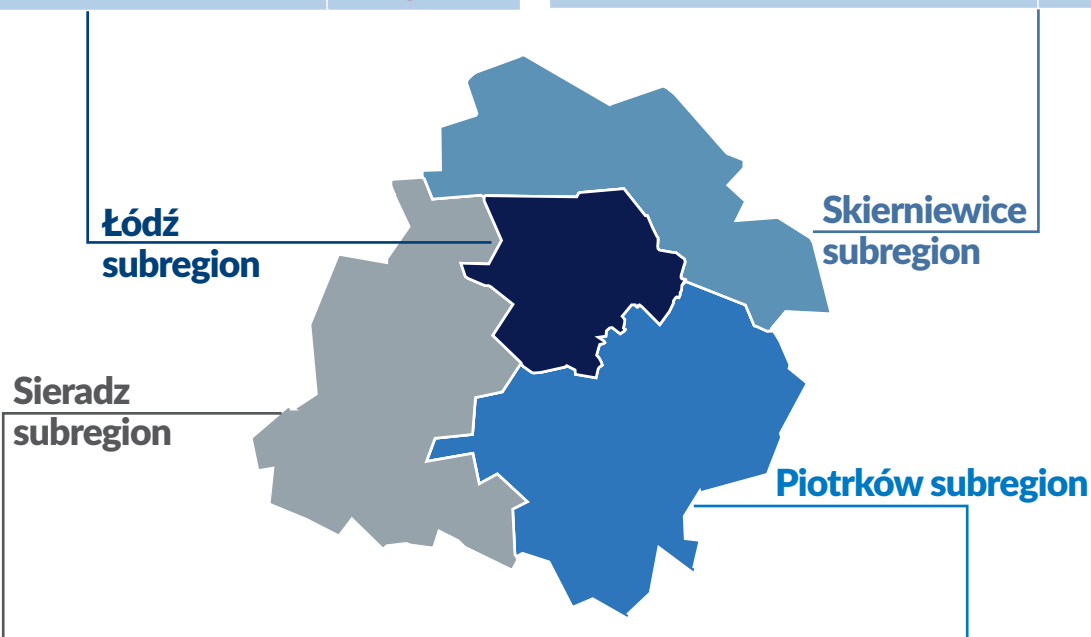 Łódź
subregion
Skierniewice
subregion
Sieradz
subregion
Piotrków subregion